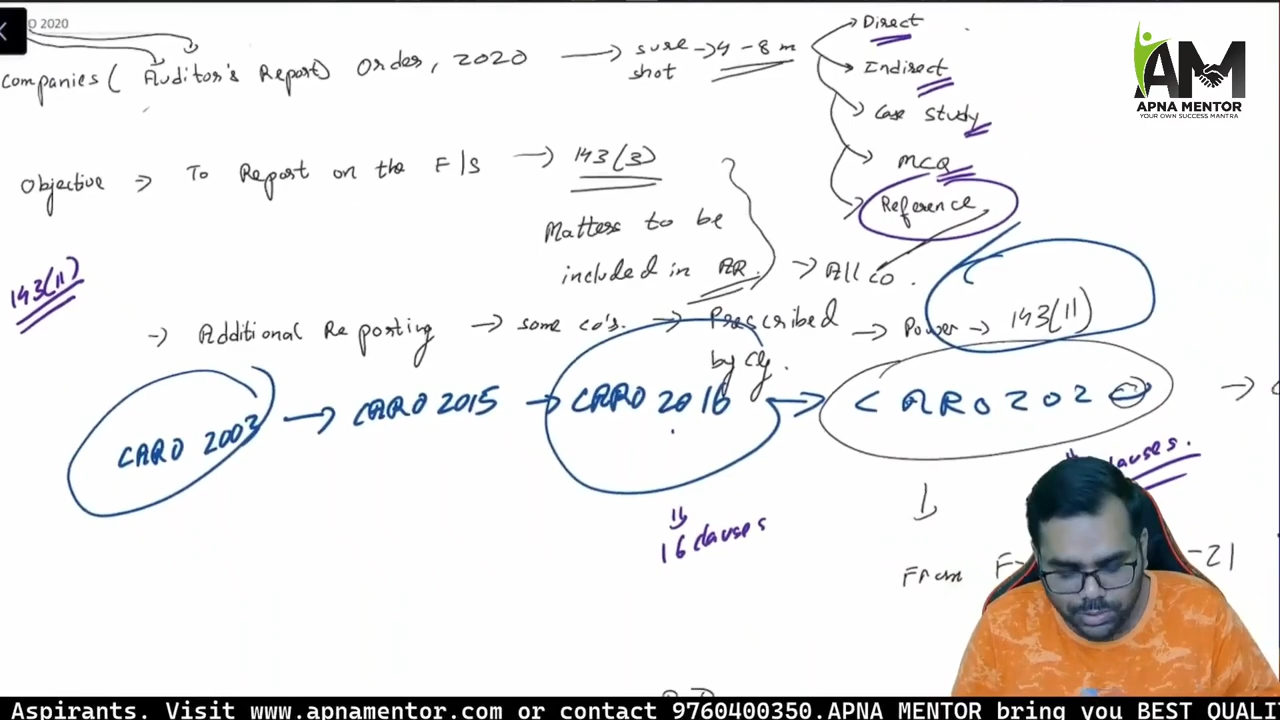 O 2020
Companies (Auditor's Report) Order, 2020 → sure shot → 4 - 8 m
→ Direct
→ Indirect
→ Case Study
→ MCQ
→ Reference
AM
APNA MENTOR
YOUR OWN SUCCESS MANTRA
Objective ⇒ To Report on the F/S → 143(3)
Matters to be
included in AR. → All co.
143(11)
→ Additional Reporting → some co's. → Prescribed by CG. → Power → 143(11)
CARO 2003 → CARO 2015 → CARO 2016 → CARO 2020 →
16 clauses
clauses.
From F -21
Aspirants. Visit www.apnamentor.com or contact 9760400350.APNA MENTOR bring you BEST QUALI